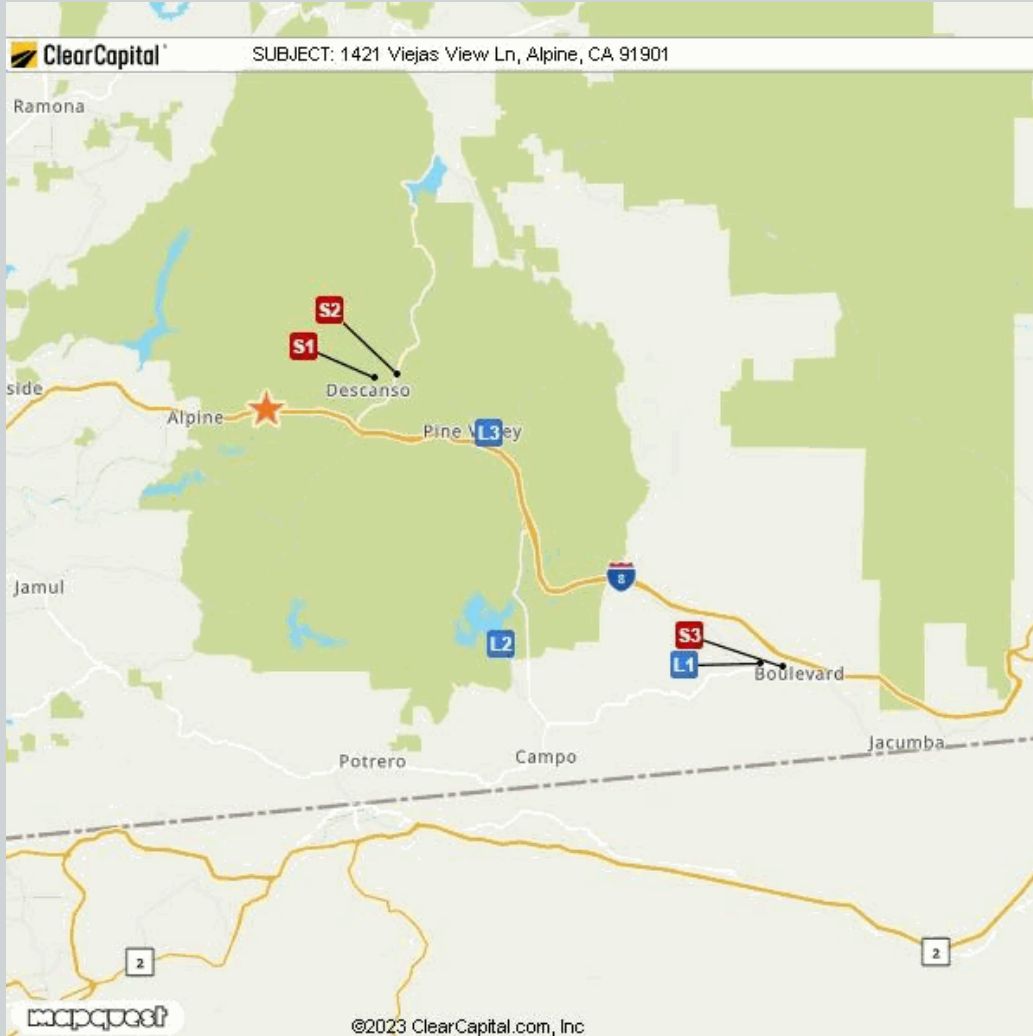 ClearCapital
SUBJECT: 1421 Viejas View Ln, Alpine, CA 91901
Ramona
S2
S1
side
Descanso
Alpine
Pine V
ey
L3
Jamul
8
L2
S3
L1
Boulevard
Jacumba
Potrero
Campo
2
2
mapquest
©2023 ClearCapital.com, Inc